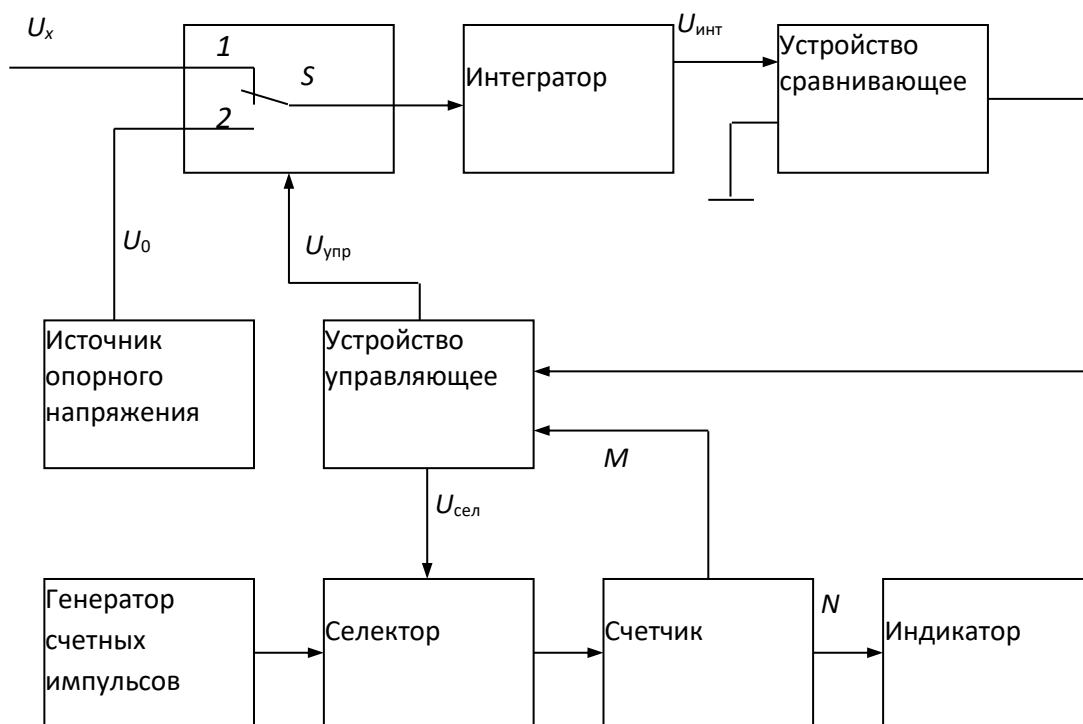 Uₓ
1
S
2
Интегратор
Uинт
Устройство
сравнивающее
U₀
Uупр
Источник
опорного
напряжения
Устройство
управляющее
M
Uсел
Генератор
счетных
импульсов
Селектор
Счетчик
N
Индикатор